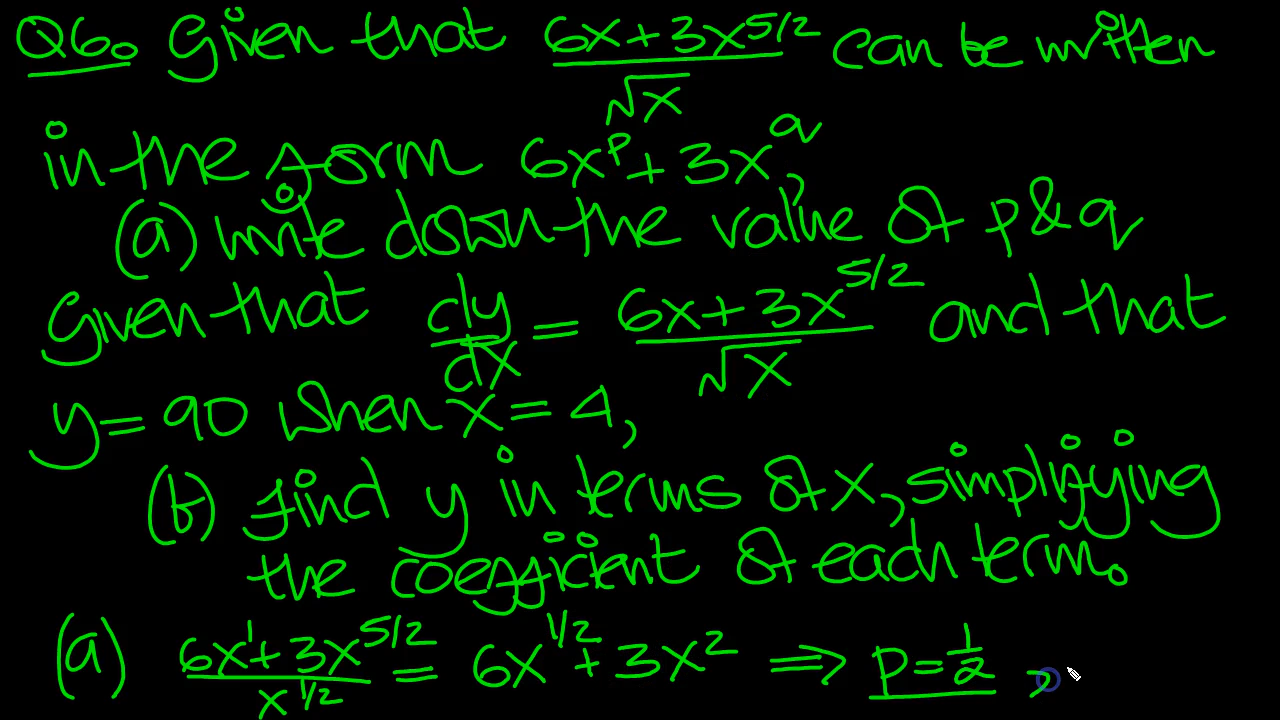 Q6. Given that (6x+3x^5/2)/√x can be written
in the form 6x^p + 3x^q,
(a) write down the value of p & q
Given that dy/dx = (6x+3x^5/2)/√x and that
y = 90 when x = 4,
(b) find y in terms of x, simplifying
the coefficient of each term.
(a) (6x^1+3x^5/2)/x^1/2 = 6x^1/2 + 3x^2 ⇒ p = 1/2 ,